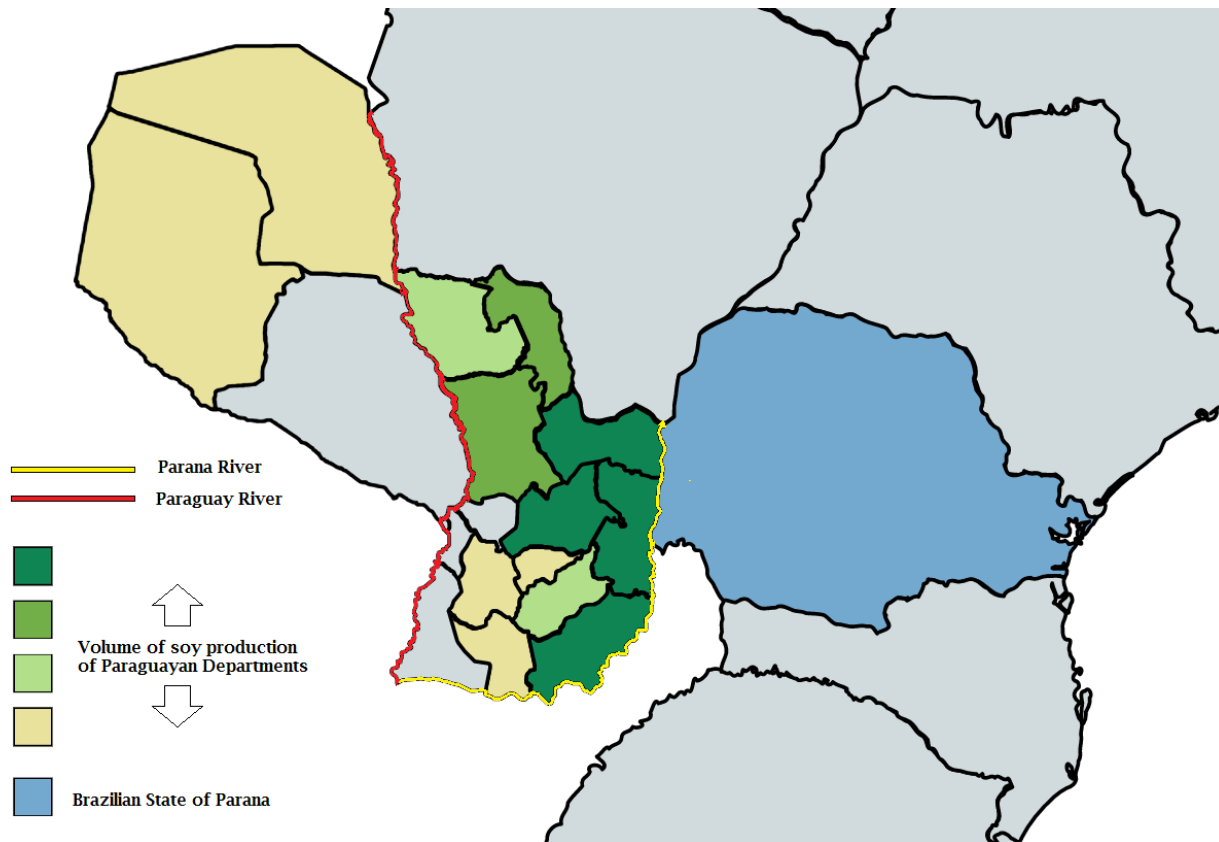 Parana River
Paraguay River
Volume of soy production
of Paraguayan Departments
Brazilian State of Parana